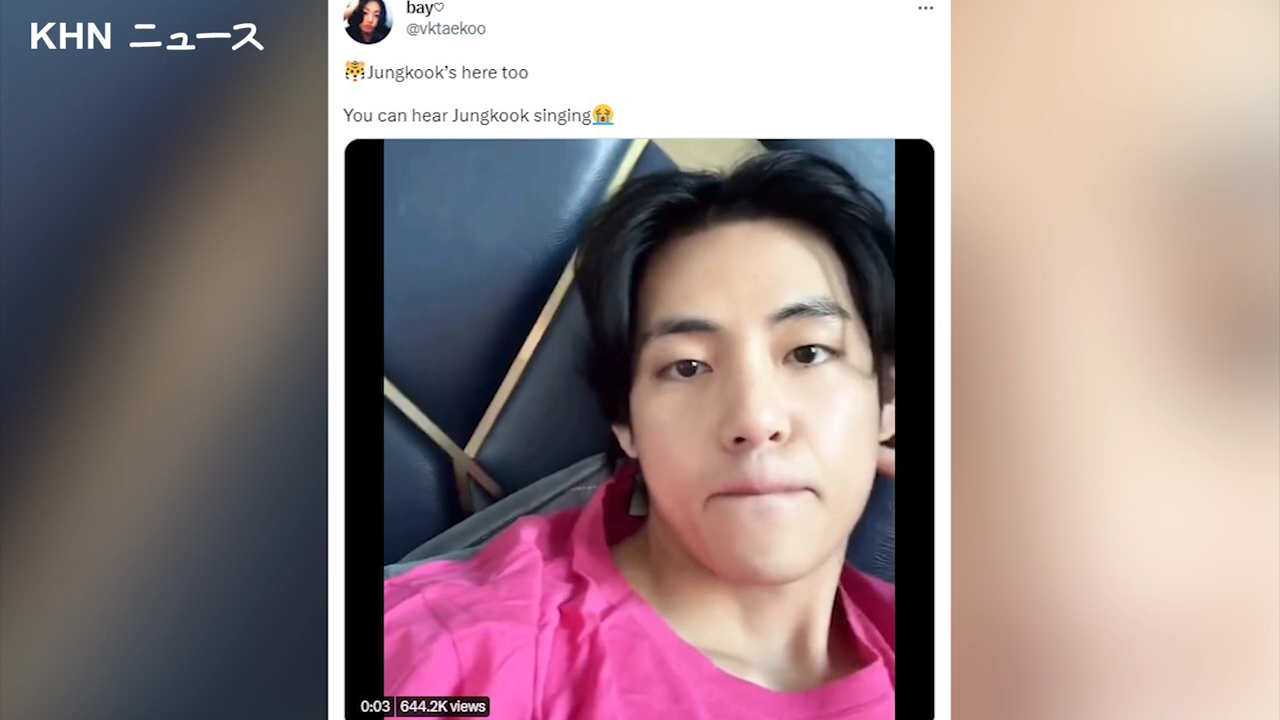 KHN ニュース
bay♡
@vktaekoo
🐯Jungkook’s here too
You can hear Jungkook singing😭
0:03 644.2K views